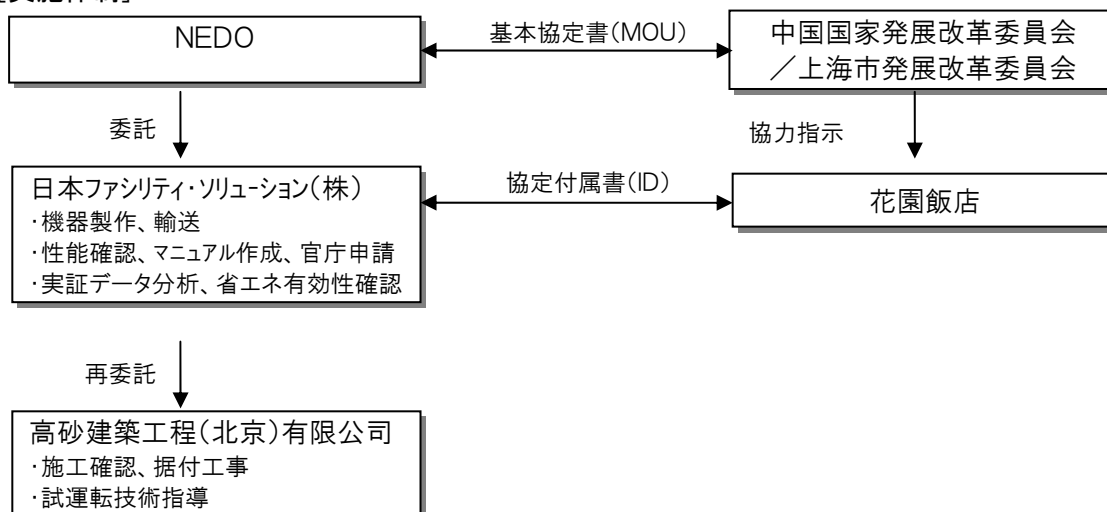 NEDO
基本協定書(MOU)
中国国家発展改革委員会
／上海市発展改革委員会
委託
協力指示
日本ファシリティ・ソリューション(株)
・機器製作、輸送
・性能確認、マニュアル作成、官庁申請
・実証データ分析、省エネ有効性確認
協定付属書(ID)
花園飯店
再委託
高砂建築工程(北京)有限公司
・施工確認、据付工事
・試運転技術指導